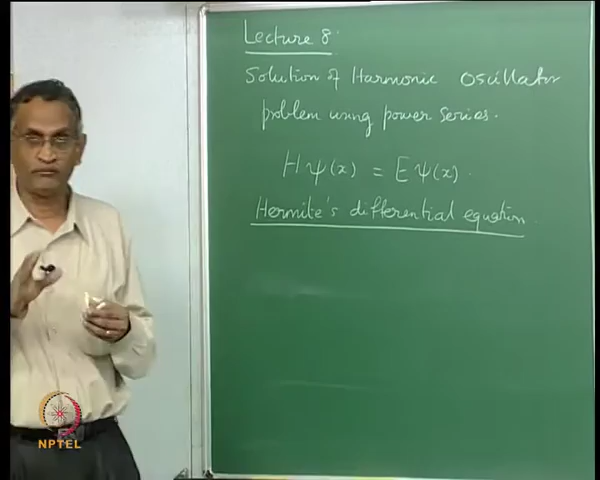 Lecture 8.
Solution of Harmonic oscillator
problem using power series.
Hψ(x) = Eψ(x).
Hermite's differential equation
NPTEL